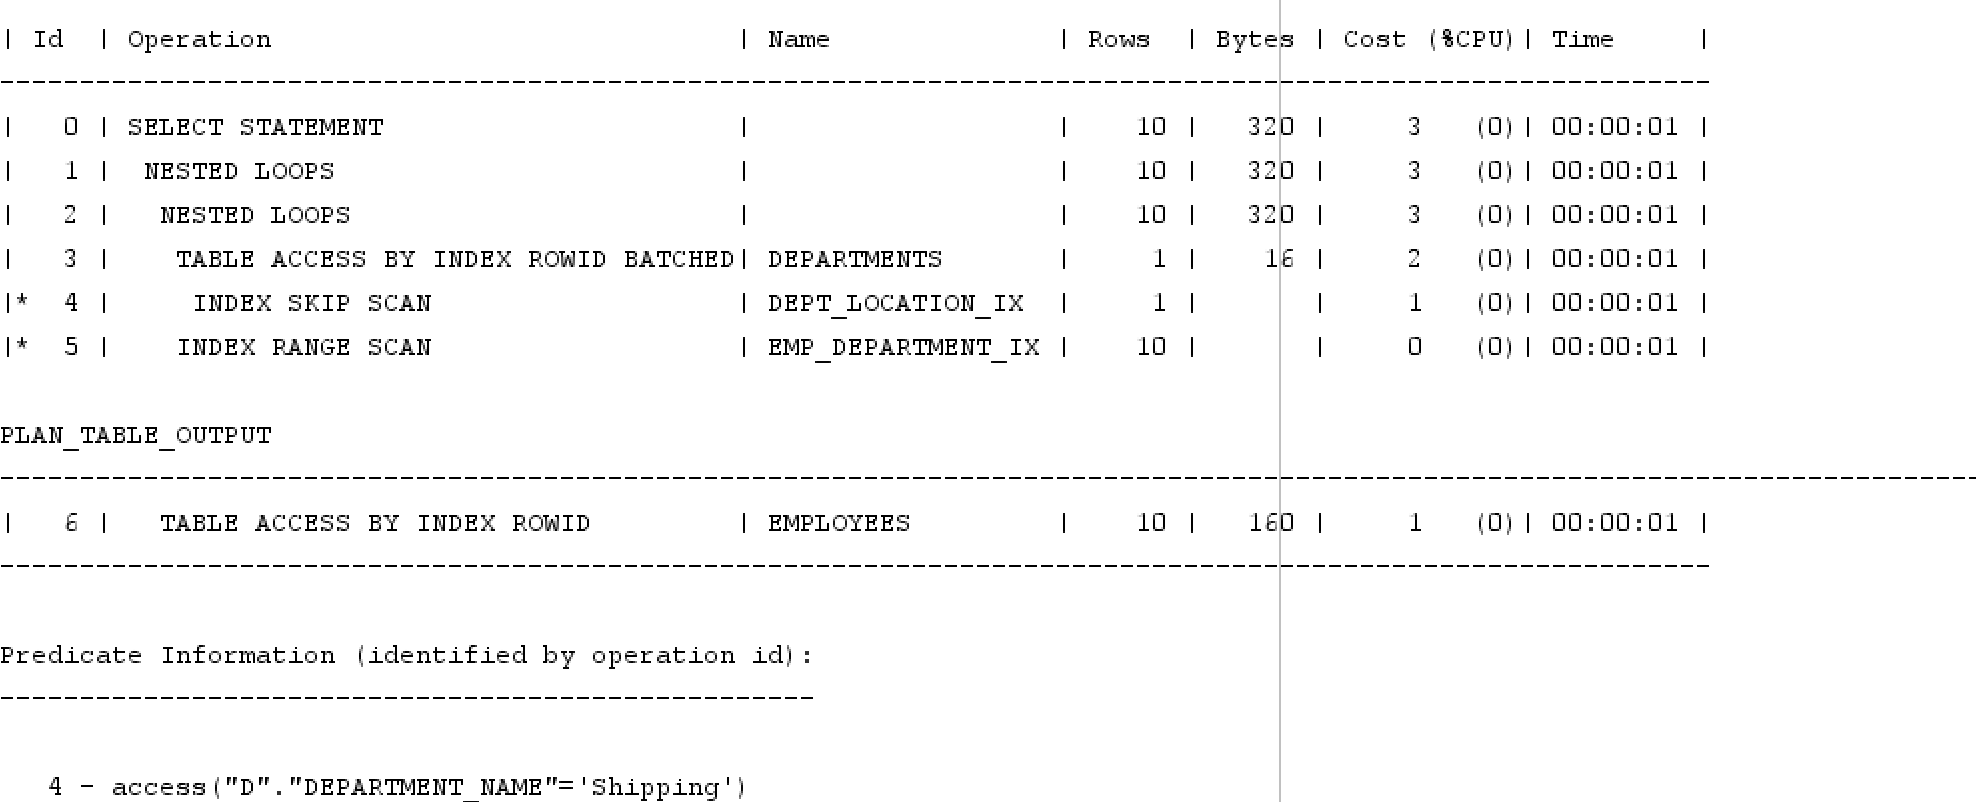 | Id  | Operation                             | Name              | Rows  | Bytes | Cost (%CPU)| Time     |
-----------------------------------------------------------------------------------------------------------
|   0 | SELECT STATEMENT                      |                   |    10 |   320 |     3   (0)| 00:00:01 |
|   1 |  NESTED LOOPS                         |                   |    10 |   320 |     3   (0)| 00:00:01 |
|   2 |   NESTED LOOPS                        |                   |    10 |   320 |     3   (0)| 00:00:01 |
|   3 |    TABLE ACCESS BY INDEX ROWID BATCHED| DEPARTMENTS       |     1 |    16 |     2   (0)| 00:00:01 |
|*  4 |     INDEX SKIP SCAN                   | DEPT_LOCATION_IX  |     1 |       |     1   (0)| 00:00:01 |
|*  5 |    INDEX RANGE SCAN                   | EMP_DEPARTMENT_IX |    10 |       |     0   (0)| 00:00:01 |
PLAN_TABLE_OUTPUT
----------------------------------------------------------------------------------------------------------------------------
|   6 |   TABLE ACCESS BY INDEX ROWID         | EMPLOYEES         |    10 |   160 |     1   (0)| 00:00:01 |
-----------------------------------------------------------------------------------------------------------
Predicate Information (identified by operation id):
---------------------------------------------------
   4 - access("D"."DEPARTMENT_NAME"='Shipping')